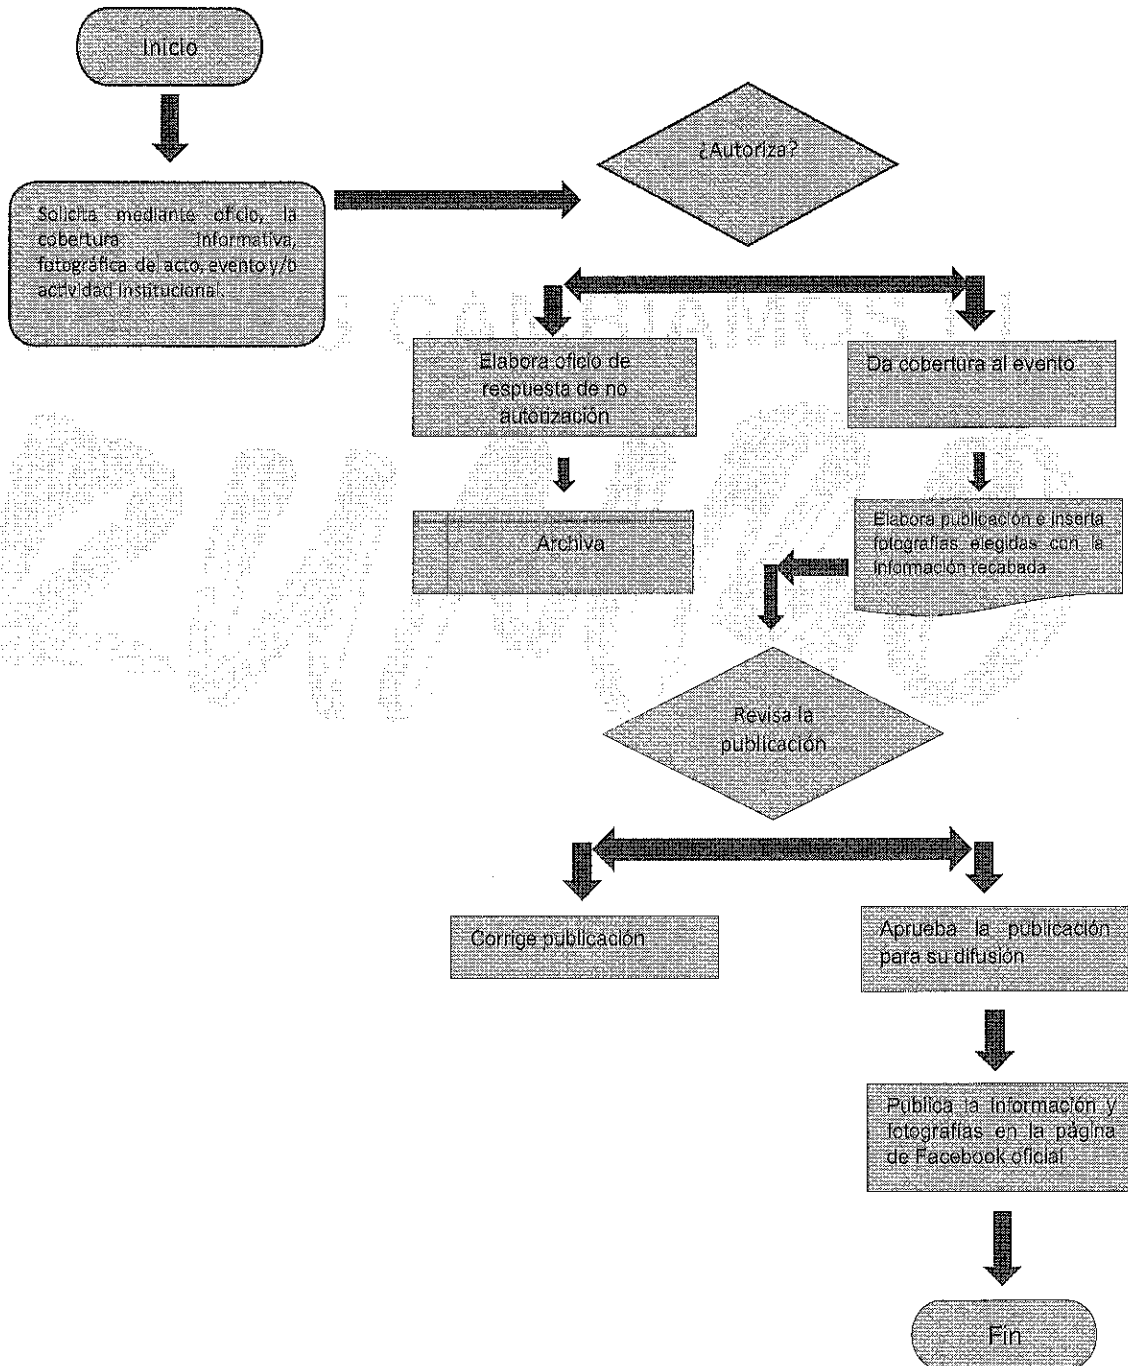 Inicio
¿Autoriza?
Solicita mediante oficio, la
cobertura informativa,
fotográfica de acto, evento y/o
actividad institucional.
CAMBIAMOS
Elabora oficio de
respuesta de no
autorización
Da cobertura al evento
Archiva
Elabora publicación e inserta
fotografías elegidas con la
información recabada
Revisa la
publicación
Corrige publicación
Aprueba la publicación
para su difusión
Publica la información y
fotografías en la página
de Facebook oficial
Fin